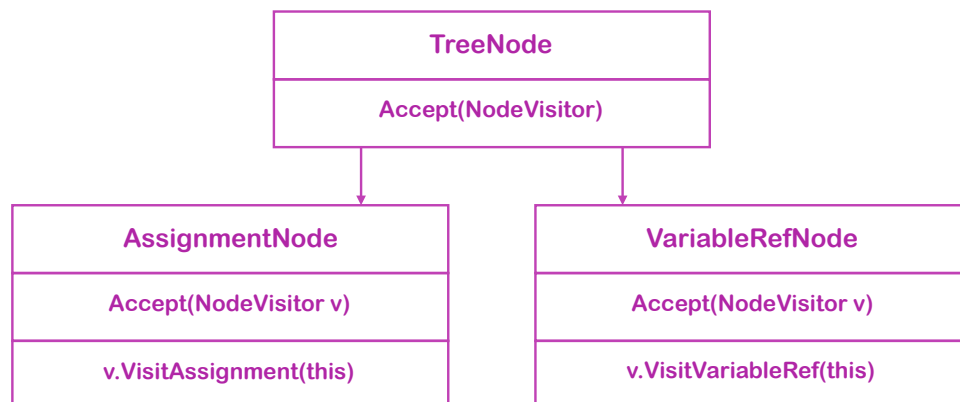 TreeNode
Accept(NodeVisitor)
AssignmentNode
Accept(NodeVisitor v)
v.VisitAssignment(this)
VariableRefNode
Accept(NodeVisitor v)
v.VisitVariableRef(this)